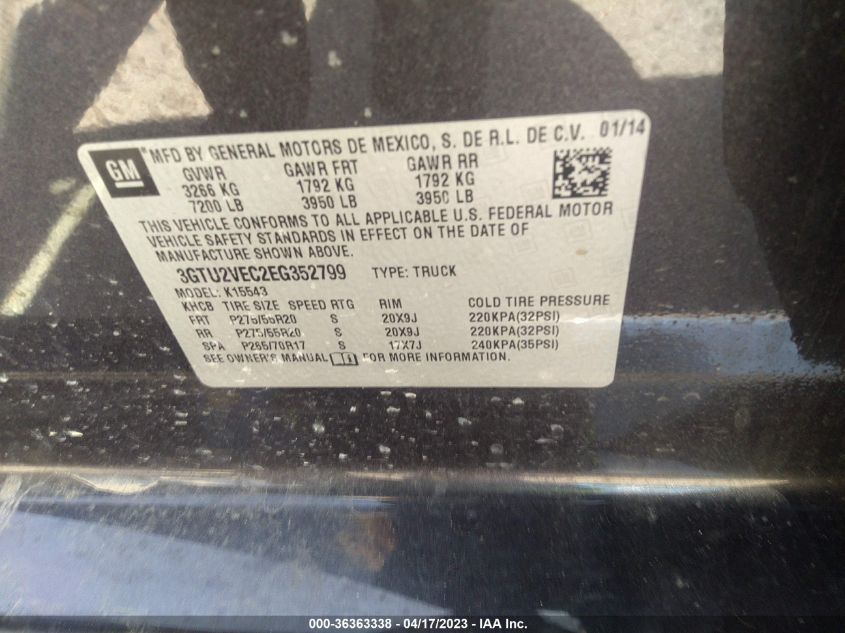 GM MFD BY GENERAL MOTORS DE MEXICO, S. DE R.L. DE C.V. 01/14
GVWR GAWR FRT GAWR RR
3266 KG 1792 KG 1792 KG
7200 LB 3950 LB 3950 LB
THIS VEHICLE CONFORMS TO ALL APPLICABLE U.S. FEDERAL MOTOR
VEHICLE SAFETY STANDARDS IN EFFECT ON THE DATE OF
MANUFACTURE SHOWN ABOVE.
3GTU2VEC2EG352799 TYPE: TRUCK
MODEL: K15543
KHCB TIRE SIZE SPEED RTG RIM COLD TIRE PRESSURE
FRT P275/55R20 S 20X9J 220KPA(32PSI)
RR P275/55R20 S 20X9J 220KPA(32PSI)
SPA P265/70R17 S 17X7J 240KPA(35PSI)
SEE OWNER'S MANUAL FOR MORE INFORMATION.
000-36363338 - 04/17/2023 - IAA Inc.